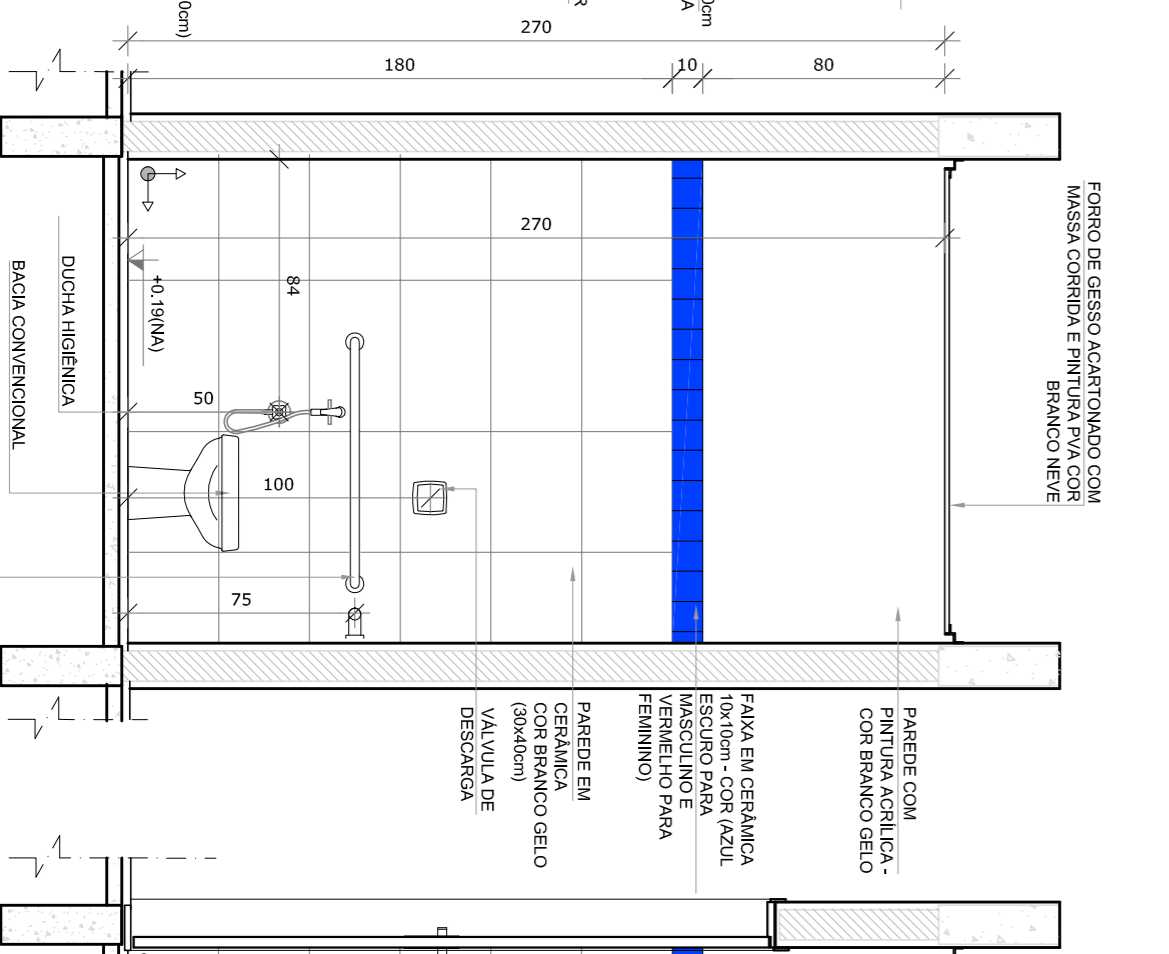 0cm)
0cm
A
R
270
180
10
80
270
84
+0.19(NA)
50
100
75
DUCHA HIGIÊNICA
BACIA CONVENCIONAL
FORRO DE GESSO ACARTONADO COM
MASSA CORRIDA E PINTURA PVA COR
BRANCO NEVE
PAREDE COM
PINTURA ACRÍLICA -
COR BRANCO GELO
FAIXA EM CERÂMICA
10x10cm - COR (AZUL
ESCURO PARA
MASCULINO E
VERMELHO PARA
FEMININO)
PAREDE EM
CERÂMICA
COR BRANCO GELO
(30x40cm)
VÁLVULA DE
DESCARGA